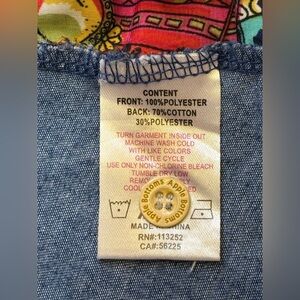 CONTENT
FRONT: 100%POLYESTER
BACK: 70%COTTON
30%POLYESTER
TURN GARMENT INSIDE OUT
MACHINE WASH COLD
WITH LIKE COLORS
GENTLE CYCLE
USE ONLY NON-CHLORINE BLEACH
TUMBLE DRY LOW
Apple Bottoms Apple Bottoms
MADE
RN#: 113252
CA#: 56225